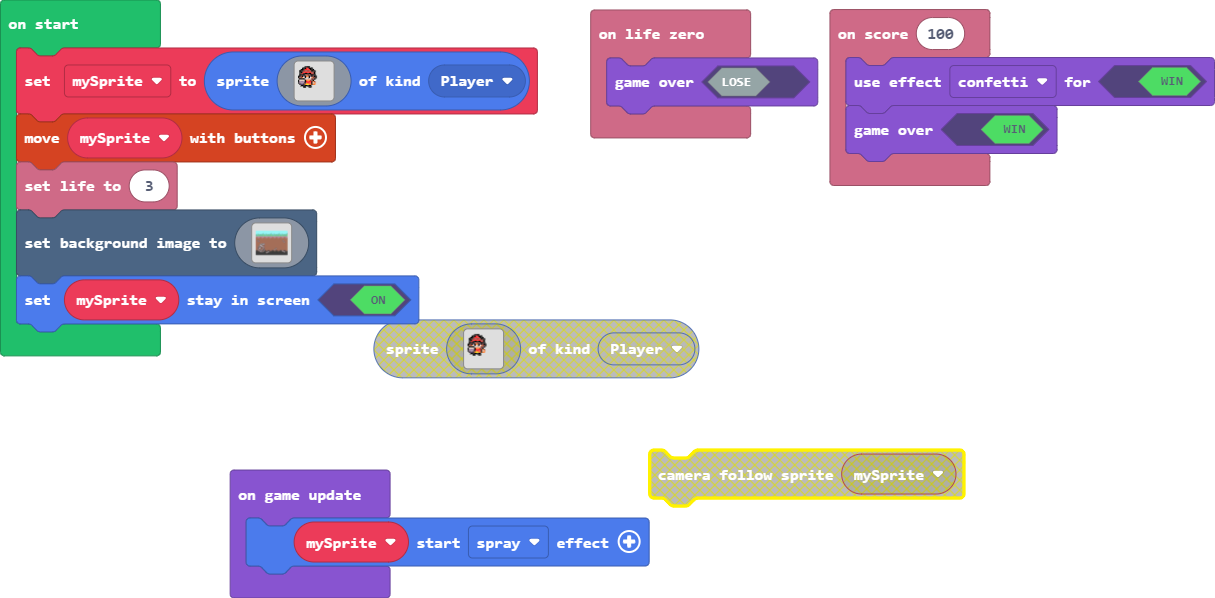 on start
set mySprite to sprite of kind Player
move mySprite with buttons
set life to 3
set background image to
set mySprite stay in screen ON
on life zero
game over LOSE
on score 100
use effect confetti for WIN
game over WIN
sprite of kind Player
camera follow sprite mySprite
on game update
mySprite start spray effect